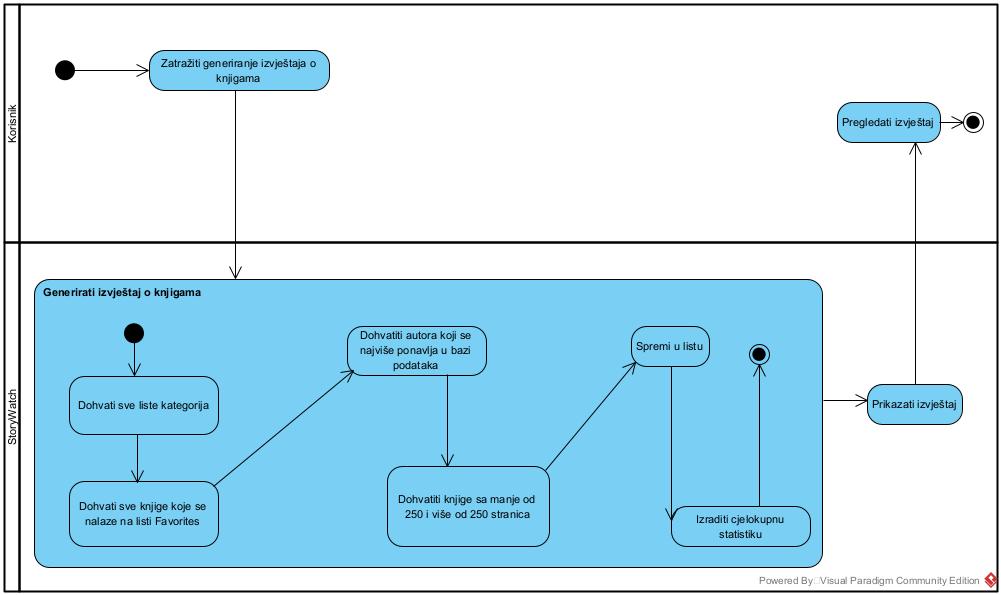 Korisnik
Zatražiti generiranje izvještaja o
knjigama
Pregledati izvještaj
StoryWatch
Generirati izvještaj o knjigama
Dohvati sve liste kategorija
Dohvati sve knjige koje se
nalaze na listi Favorites
Dohvatiti autora koji se
najviše ponavlja u bazi
podataka
Dohvatiti knjige sa manje od
250 i više od 250 stranica
Spremi u listu
Izraditi cjelokupnu
statistiku
Prikazati izvještaj
Powered By Visual Paradigm Community Edition